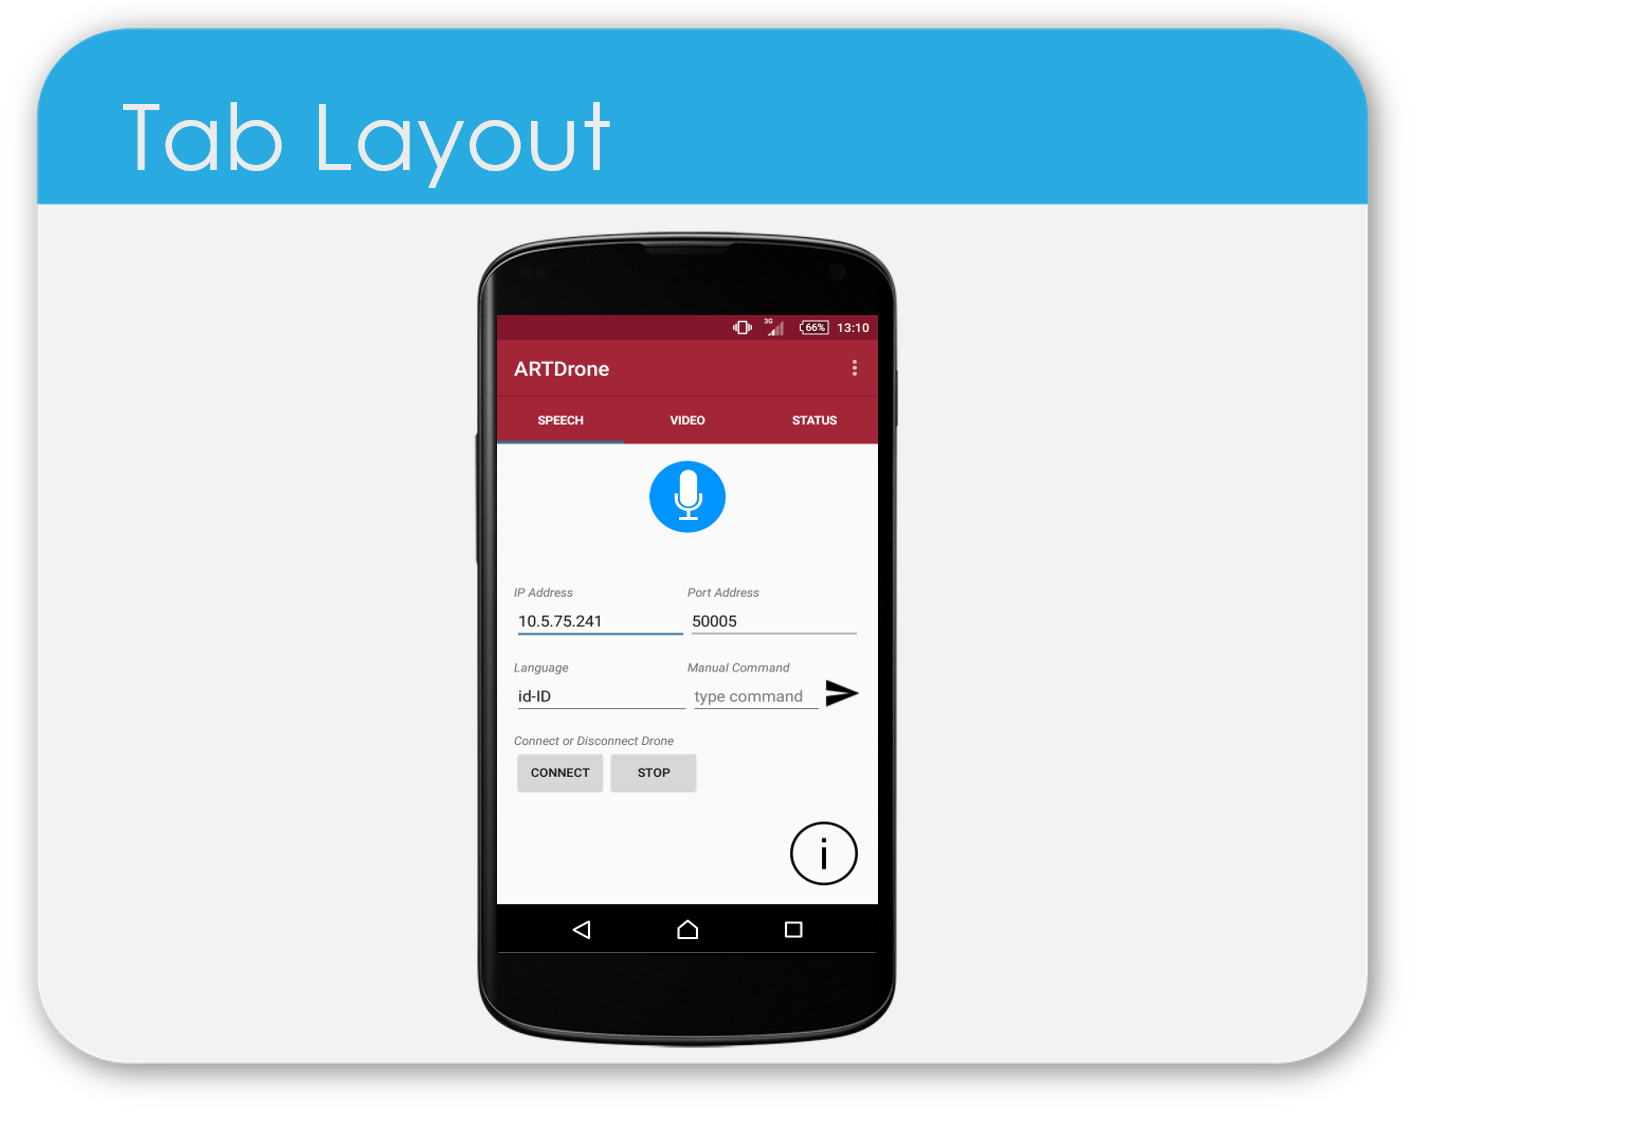 Tab Layout
3G 66% 13:10
ARTDrone
SPEECH VIDEO STATUS
IP Address Port Address
10.5.75.241 50005
Language Manual Command
id-ID type command
Connect or Disconnect Drone
CONNECT STOP
i